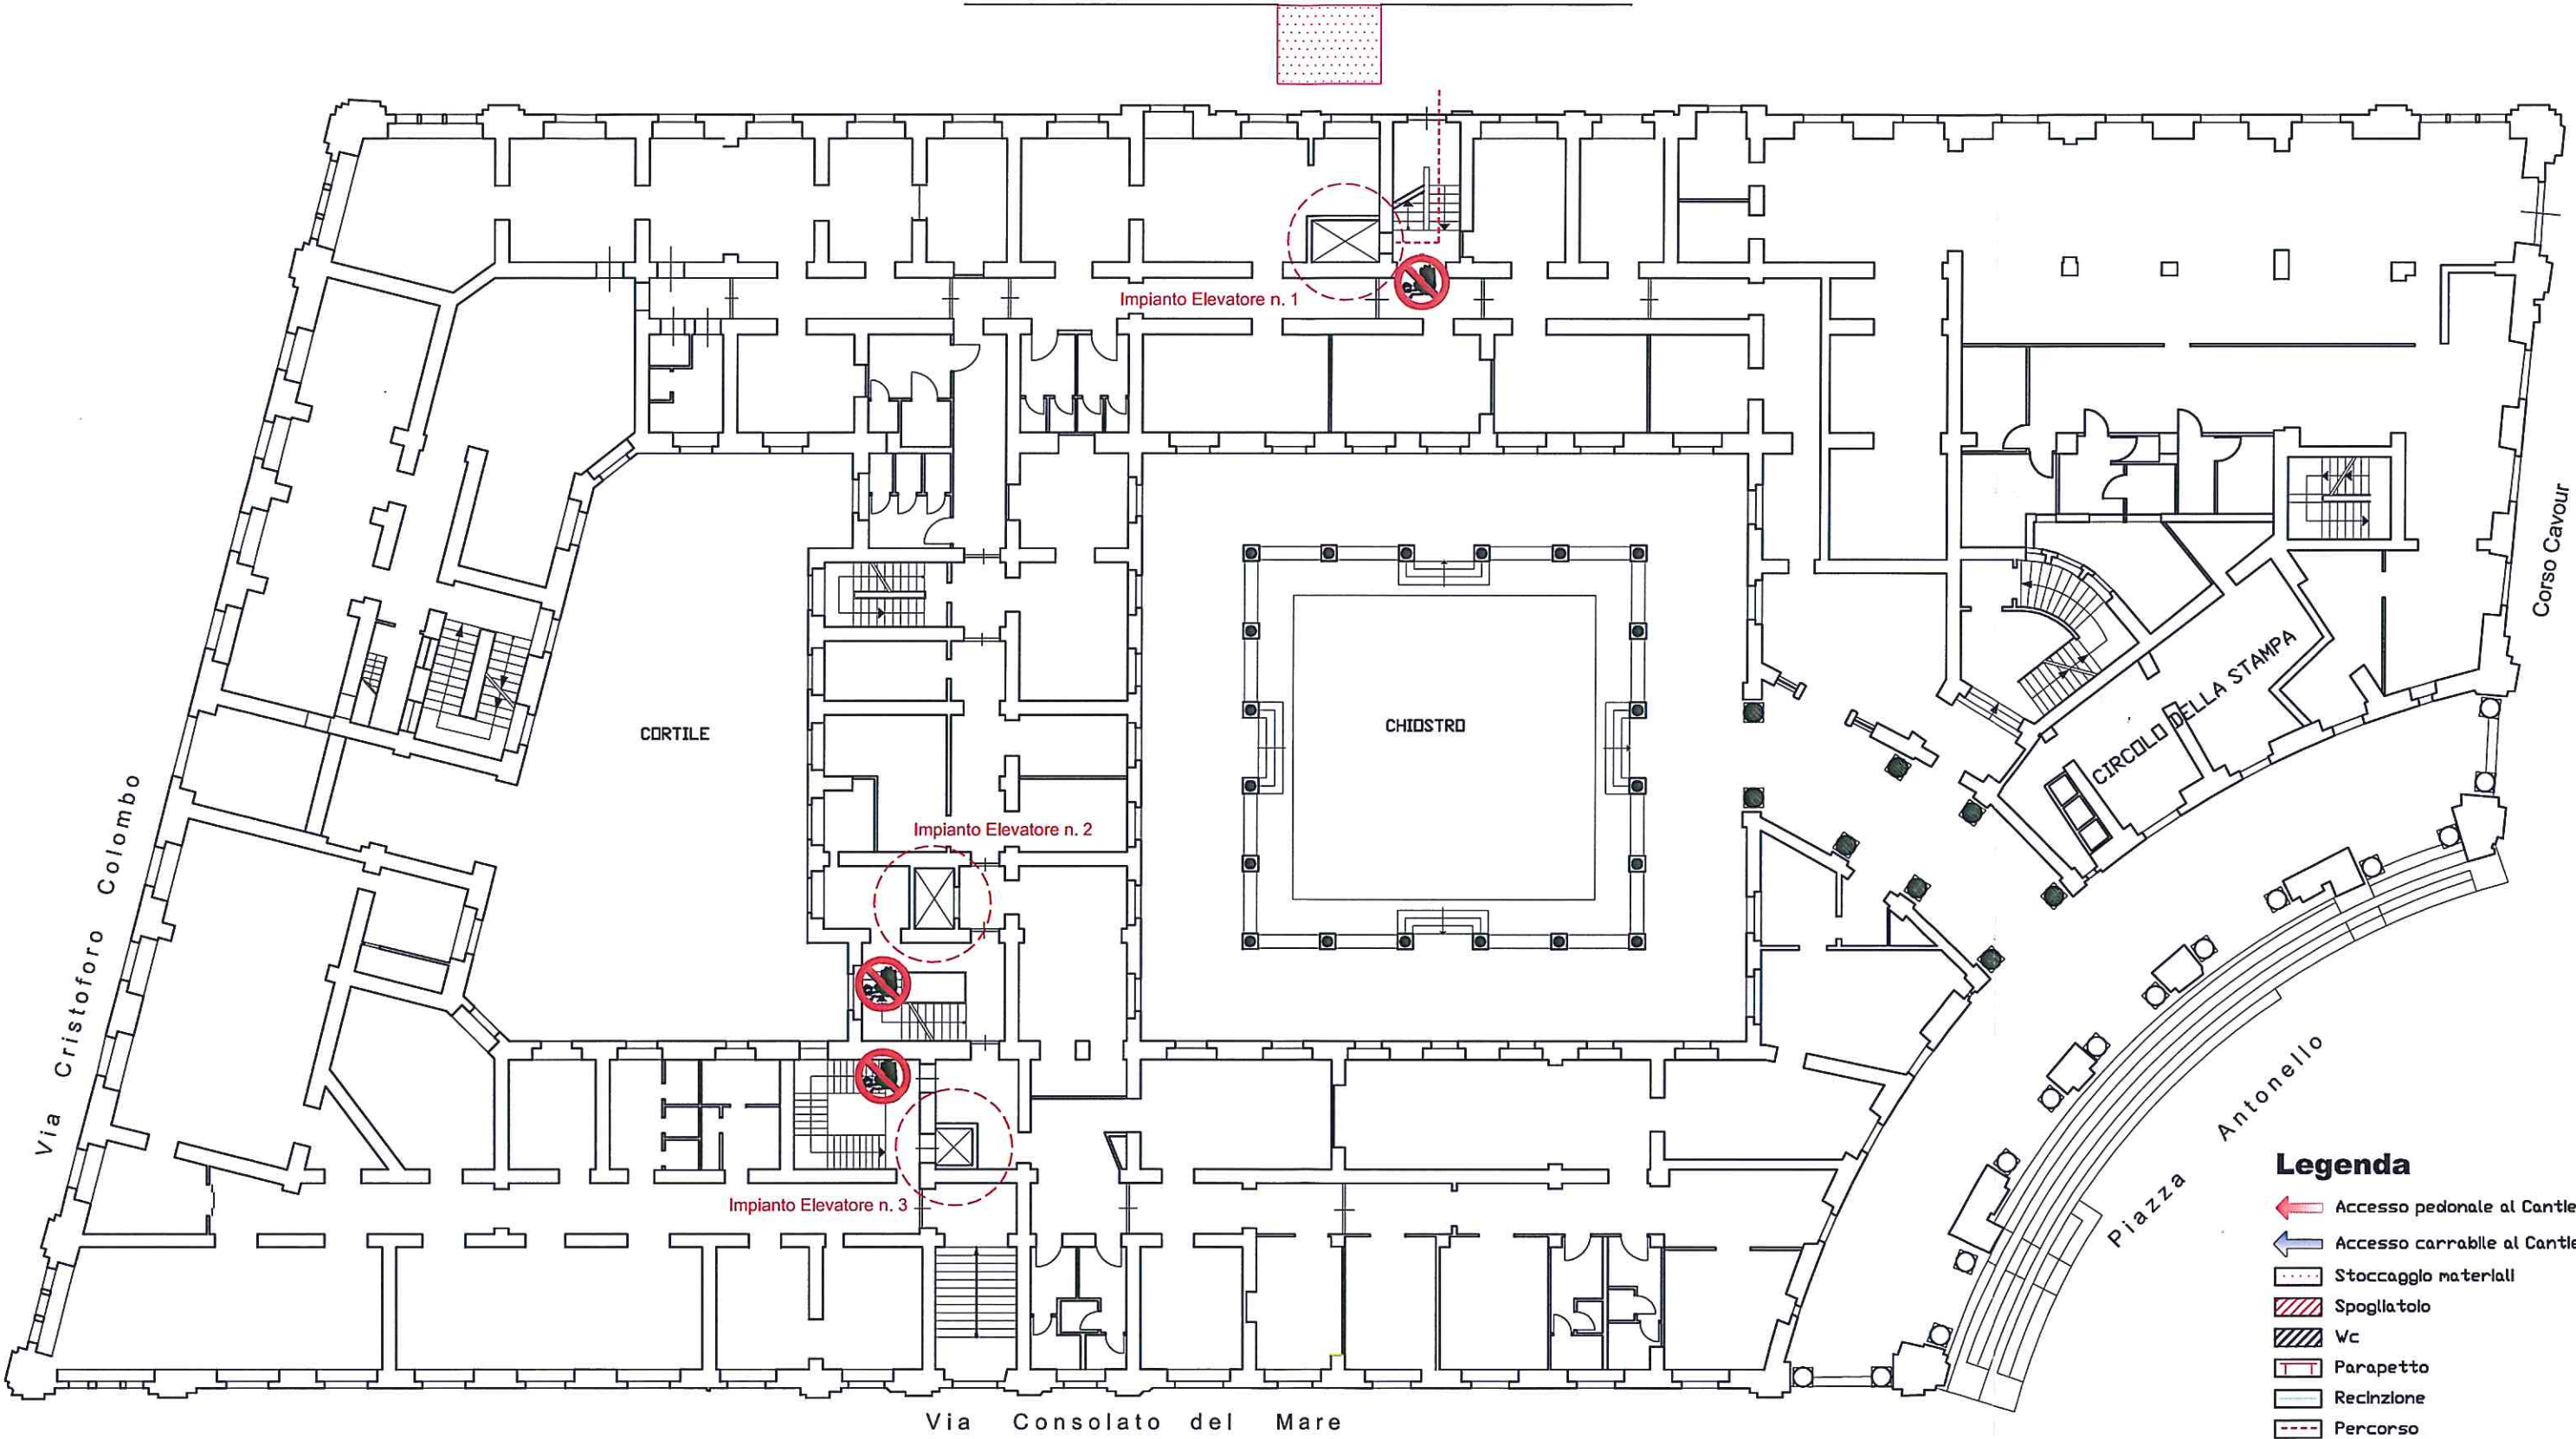 Impianto Elevatore n. 1
Corso Cavour
CIRCOLO DELLA STAMPA
CORTILE
CHIOSTRO
Impianto Elevatore n. 2
Via Cristoforo Colombo
Piazza Antonello
Impianto Elevatore n. 3
Via Consolato del Mare
Legenda
Accesso pedonale al Cantie
Accesso carrabile al Cantie
Stoccaggio materiali
Spogliatoio
Wc
Parapetto
Recinzione
Percorso